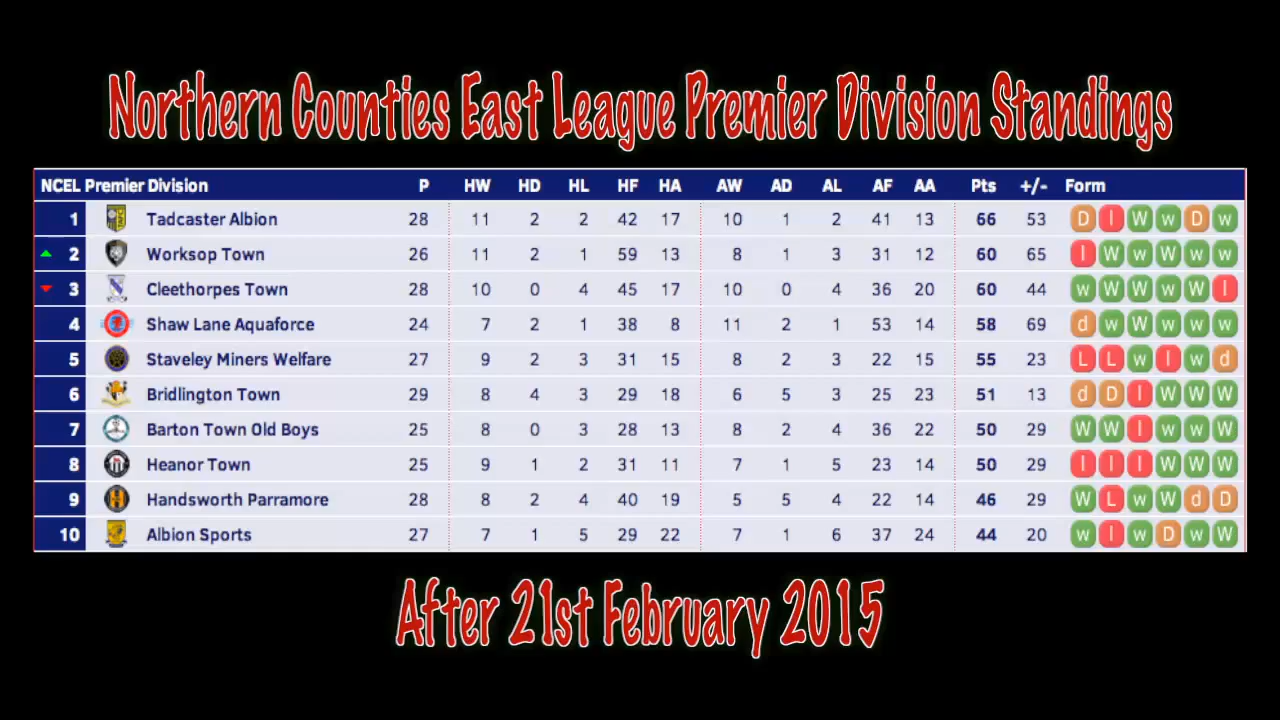 Northern Counties East League Premier Division Standings
NCEL Premier Division P HW HD HL HF HA AW AD AL AF AA Pts +/- Form
1 Tadcaster Albion 28 11 2 2 42 17 10 1 2 41 13 66 53 D l W w D w
2 Worksop Town 26 11 2 1 59 13 8 1 3 31 12 60 65 l W w W w w
3 Cleethorpes Town 28 10 0 4 45 17 10 0 4 36 20 60 44 w W W w W l
4 Shaw Lane Aquaforce 24 7 2 1 38 8 11 2 1 53 14 58 69 d w W w w w
5 Staveley Miners Welfare 27 9 2 3 31 15 8 2 3 22 15 55 23 L L w l w d
6 Bridlington Town 29 8 4 3 29 18 6 5 3 25 23 51 13 d D l W W W
7 Barton Town Old Boys 25 8 0 3 28 13 8 2 4 36 22 50 29 W W l w w W
8 Heanor Town 25 9 1 2 31 11 7 1 5 23 14 50 29 l l l W W W
9 Handsworth Parramore 28 8 2 4 40 19 5 5 4 22 14 46 29 W L w W d D
10 Albion Sports 27 7 1 5 29 22 7 1 6 37 24 44 20 w l w D w W
After 21st February 2015